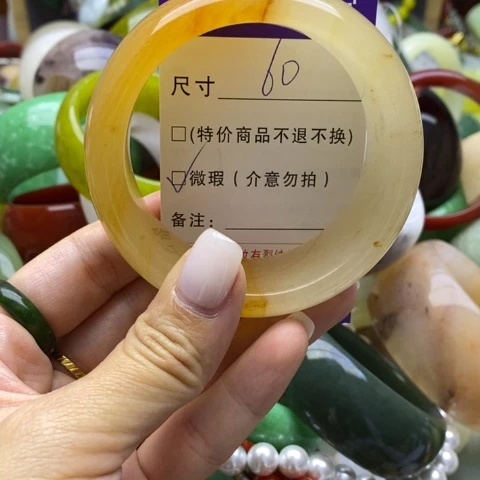 尺寸 60
□(特价商品不退不换)
☑微瑕(介意勿拍)
备注: